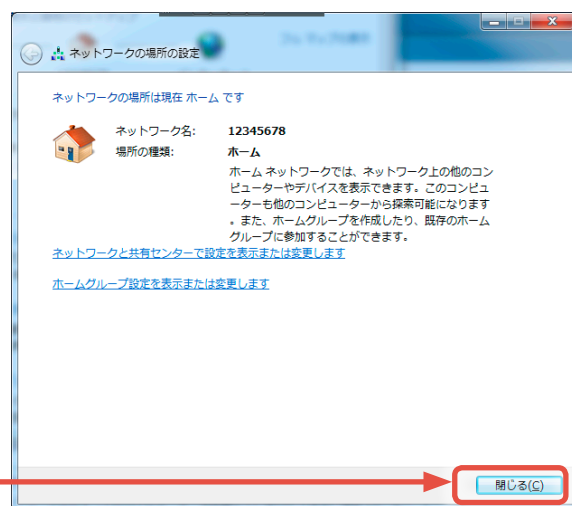 ネットワークの場所の設定
ネットワークの場所は現在 ホーム です
ネットワーク名: 12345678
場所の種類: ホーム
ホーム ネットワークでは、ネットワーク上の他のコン
ピューターやデバイスを表示できます。このコンピュ
ーターも他のコンピューターから探索可能になります
。また、ホームグループを作成したり、既存のホーム
グループに参加することができます。
ネットワークと共有センターで設定を表示または変更します
ホームグループ設定を表示または変更します
閉じる(C)